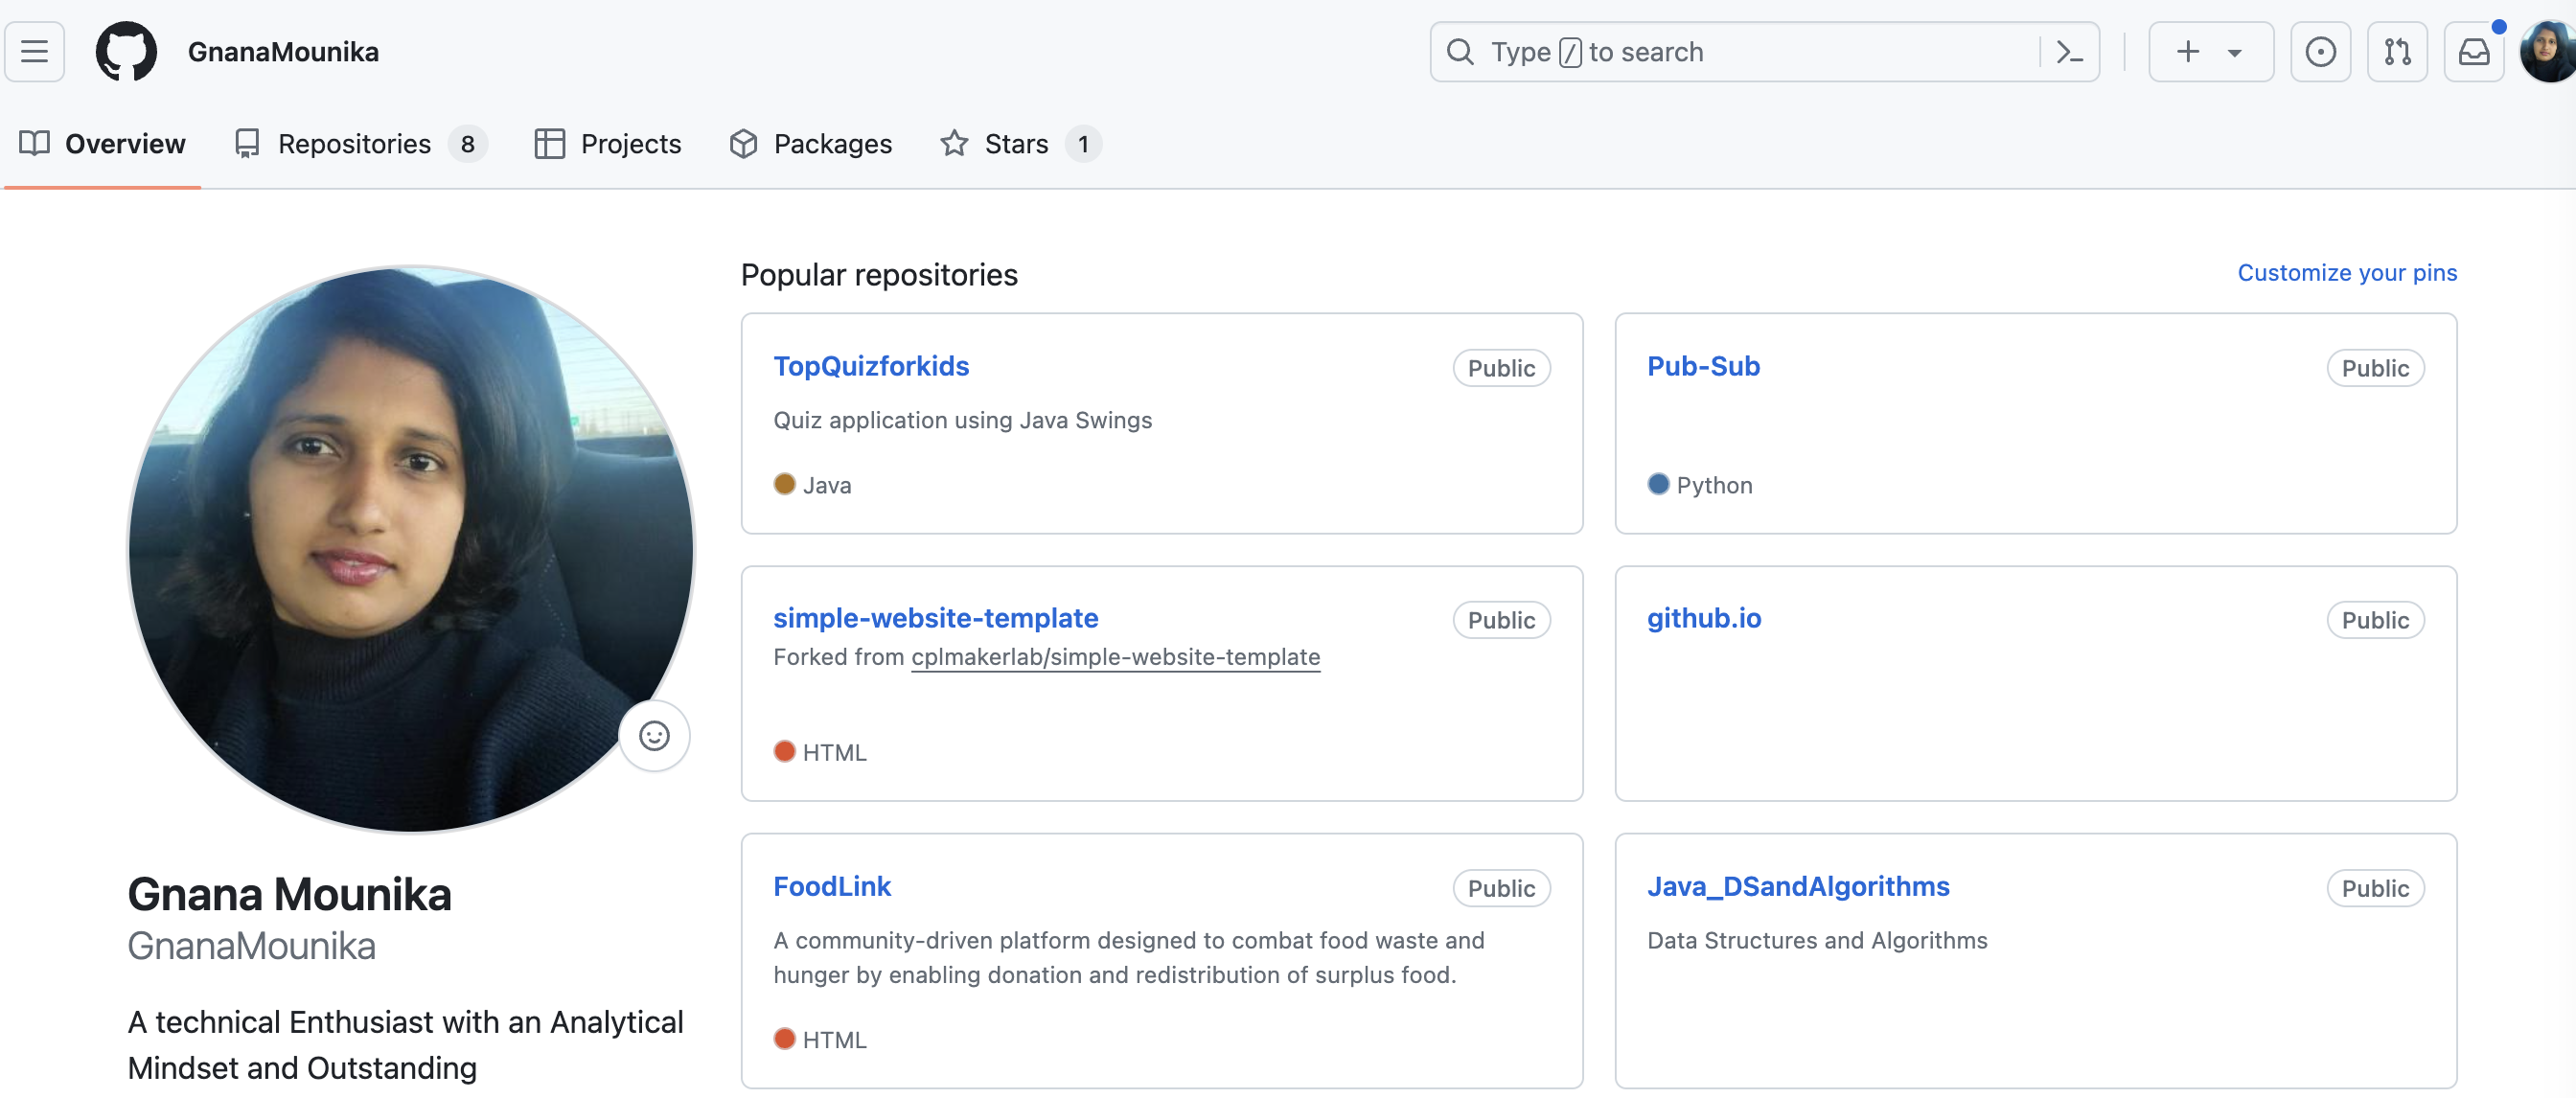 GnanaMounika
Type / to search
Overview
Repositories 8
Projects
Packages
Stars 1
Popular repositories
Customize your pins
TopQuizforkids
Public
Quiz application using Java Swings
Java
Pub-Sub
Public
Python
simple-website-template
Public
Forked from cplmakerlab/simple-website-template
HTML
github.io
Public
FoodLink
Public
A community-driven platform designed to combat food waste and
hunger by enabling donation and redistribution of surplus food.
HTML
Java_DSandAlgorithms
Public
Data Structures and Algorithms
Gnana Mounika
GnanaMounika
A technical Enthusiast with an Analytical
Mindset and Outstanding